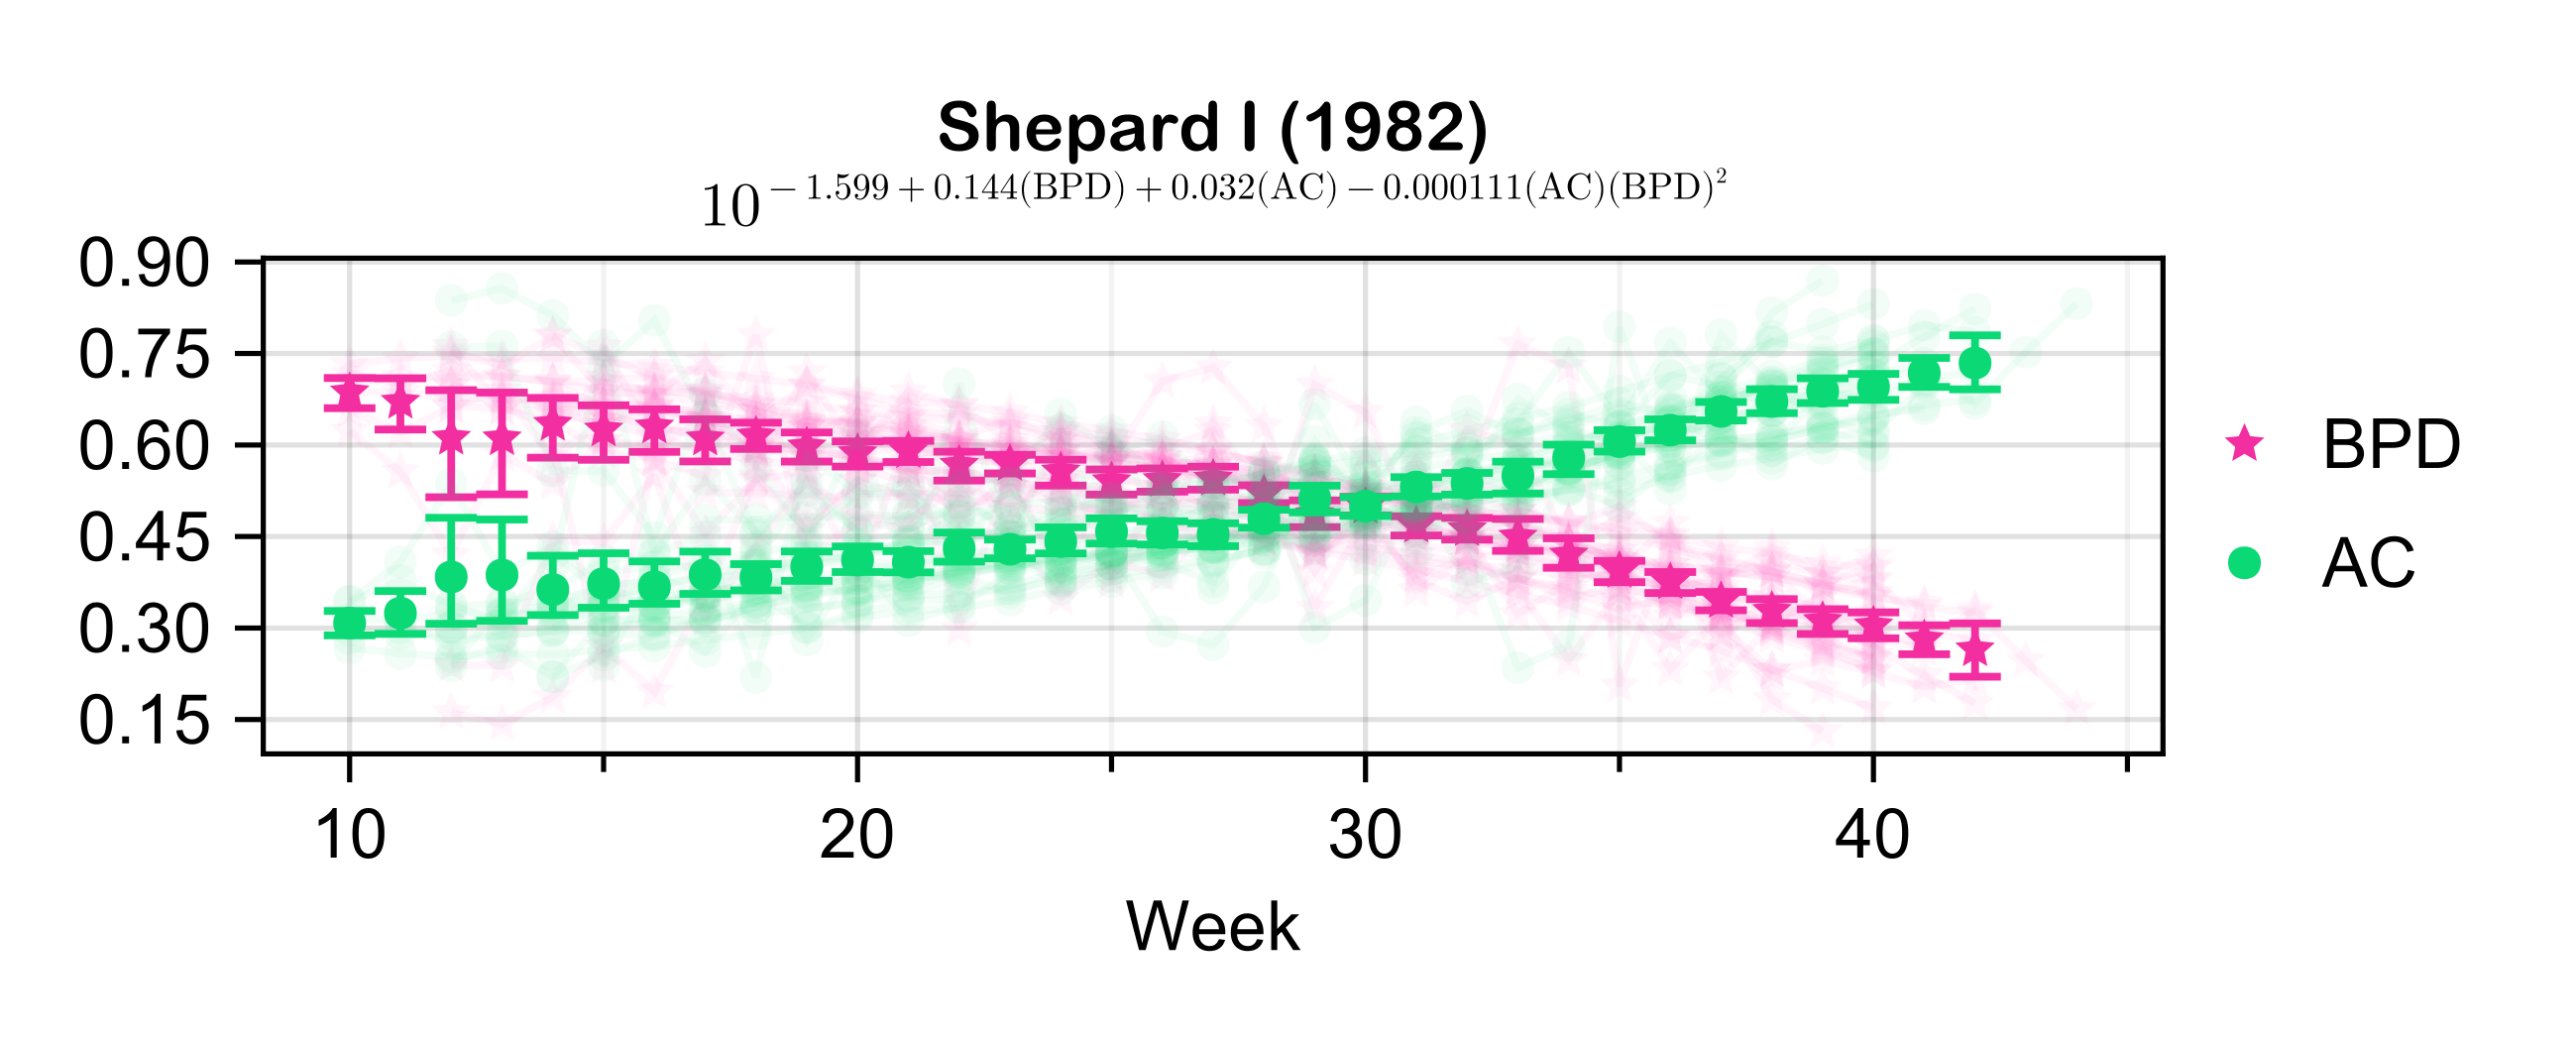 Shepard I (1982)
10^{− 1.599 + 0.144(BPD) + 0.032(AC) − 0.000111(AC)(BPD)^2}
0.90
0.75
0.60
0.45
0.30
0.15
10 20 30 40
Week
BPD
AC